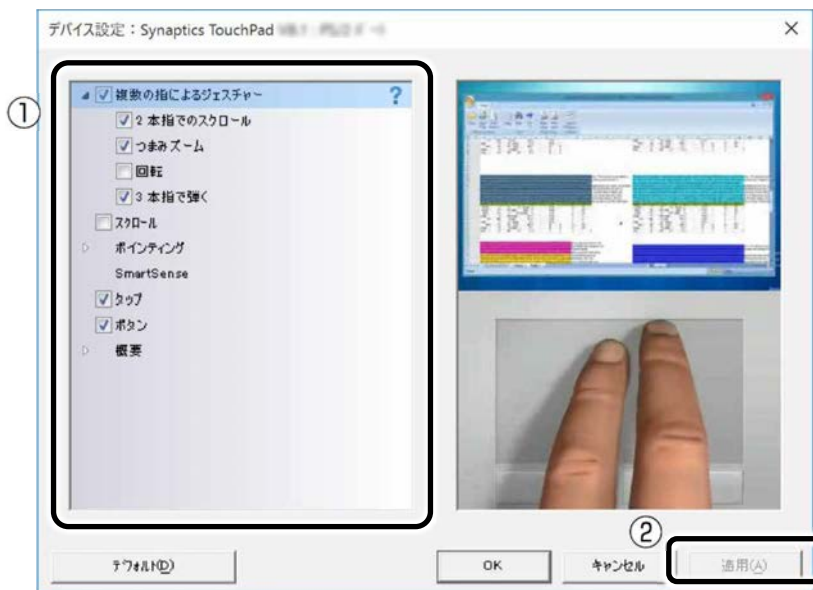 デバイス設定：Synaptics TouchPad
①
複数の指によるジェスチャー ?
2 本指でのスクロール
つまみズーム
回転
3 本指で弾く
スクロール
ポインティング
SmartSense
タップ
ボタン
概要
②
デフォルト(D)
OK
キャンセル
適用(A)